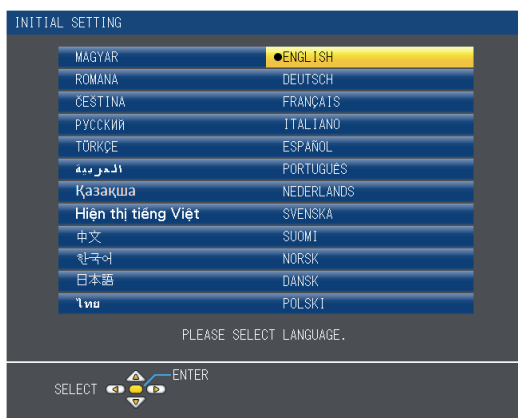 INITIAL SETTING
MAGYAR ●ENGLISH
ROMANA DEUTSCH
ČEŠTINA FRANÇAIS
РУССКИЙ ITALIANO
TÜRKÇE ESPAÑOL
العربية PORTUGUÊS
Қазақша NEDERLANDS
Hiện thị tiếng Việt SVENSKA
中文 SUOMI
한국어 NORSK
日本語 DANSK
ไทย POLSKI
PLEASE SELECT LANGUAGE.
ENTER
SELECT